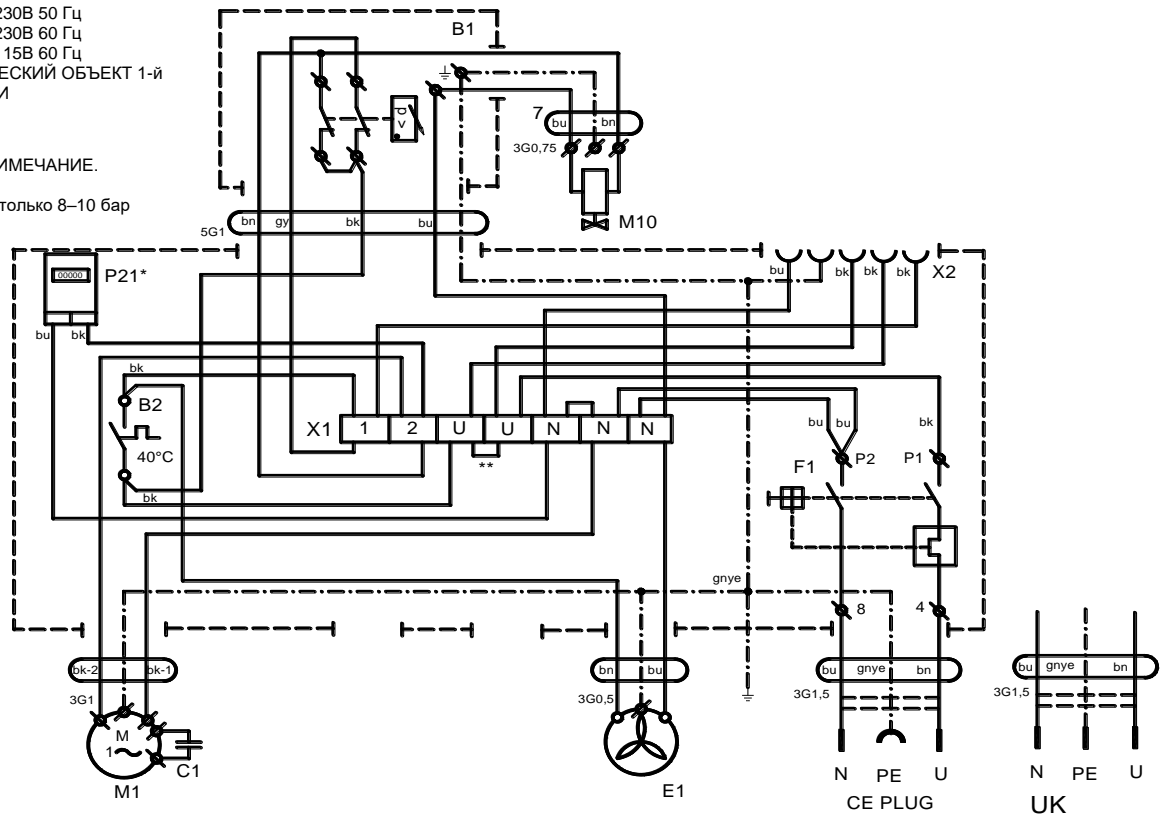 230В 50 Гц
230В 60 Гц
15В 60 Гц
ЕСКИЙ ОБЪЕКТ 1-й
И
ИМЕЧАНИЕ.
только 8–10 бар
B1
P
7
bu bn
3G0,75
M10
bn gy bk bu
5G1
P21*
00000
bu bk
bu bk bk bk
X2
bk
B2
40°C
bk
X1 1 2 U U N N N
**
bu bu bk
F1 P2 P1
gnye
8 4
bk-2 bk-1
3G1
M
1
C1
M1
bn bu
3G0,5
E1
bu gnye bn
3G1,5
N PE U
CE PLUG
bu gnye bn
3G1,5
N PE U
UK